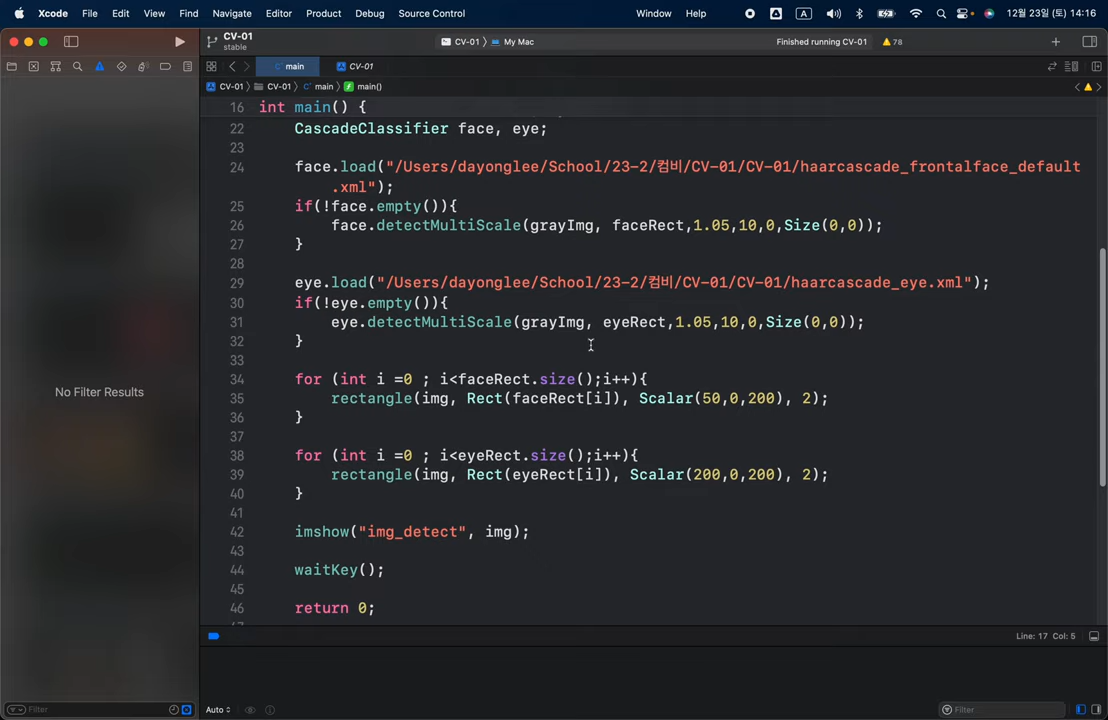 Xcode File Edit View Find Navigate Editor Product Debug Source Control Window Help A 12월 23일 (토) 14:16
CV-01
stable
CV-01 〉 My Mac
Finished running CV-01
78
main
CV-01
CV-01 〉 CV-01 〉 main 〉 main()
16 int main() {
22 CascadeClassifier face, eye;
23
24 face.load("/Users/dayonglee/School/23-2/컴비/CV-01/CV-01/haarcascade_frontalface_default
.xml");
25 if(!face.empty()){
26 face.detectMultiScale(grayImg, faceRect,1.05,10,0,Size(0,0));
27 }
28
29 eye.load("/Users/dayonglee/School/23-2/컴비/CV-01/CV-01/haarcascade_eye.xml");
30 if(!eye.empty()){
31 eye.detectMultiScale(grayImg, eyeRect,1.05,10,0,Size(0,0));
32 }
33
34 for (int i =0 ; i<faceRect.size();i++){
35 rectangle(img, Rect(faceRect[i]), Scalar(50,0,200), 2);
36 }
37
38 for (int i =0 ; i<eyeRect.size();i++){
39 rectangle(img, Rect(eyeRect[i]), Scalar(200,0,200), 2);
40 }
41
42 imshow("img_detect", img);
43
44 waitKey();
45
46 return 0;
No Filter Results
Line: 17 Col: 5
Filter
Auto
Filter